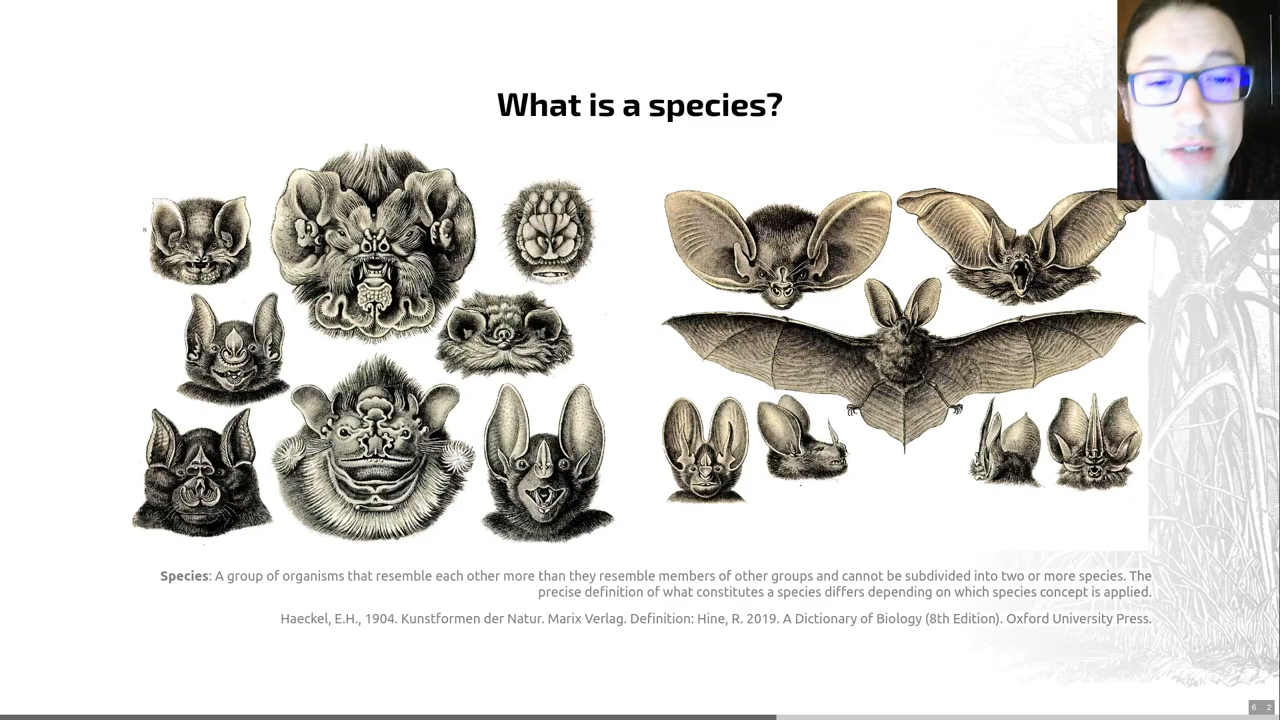 What is a species?
8
Species: A group of organisms that resemble each other more than they resemble members of other groups and cannot be subdivided into two or more species. The
precise definition of what constitutes a species differs depending on which species concept is applied.
Haeckel, E.H., 1904. Kunstformen der Natur. Marix Verlag. Definition: Hine, R. 2019. A Dictionary of Biology (8th Edition). Oxford University Press.
6 . 2